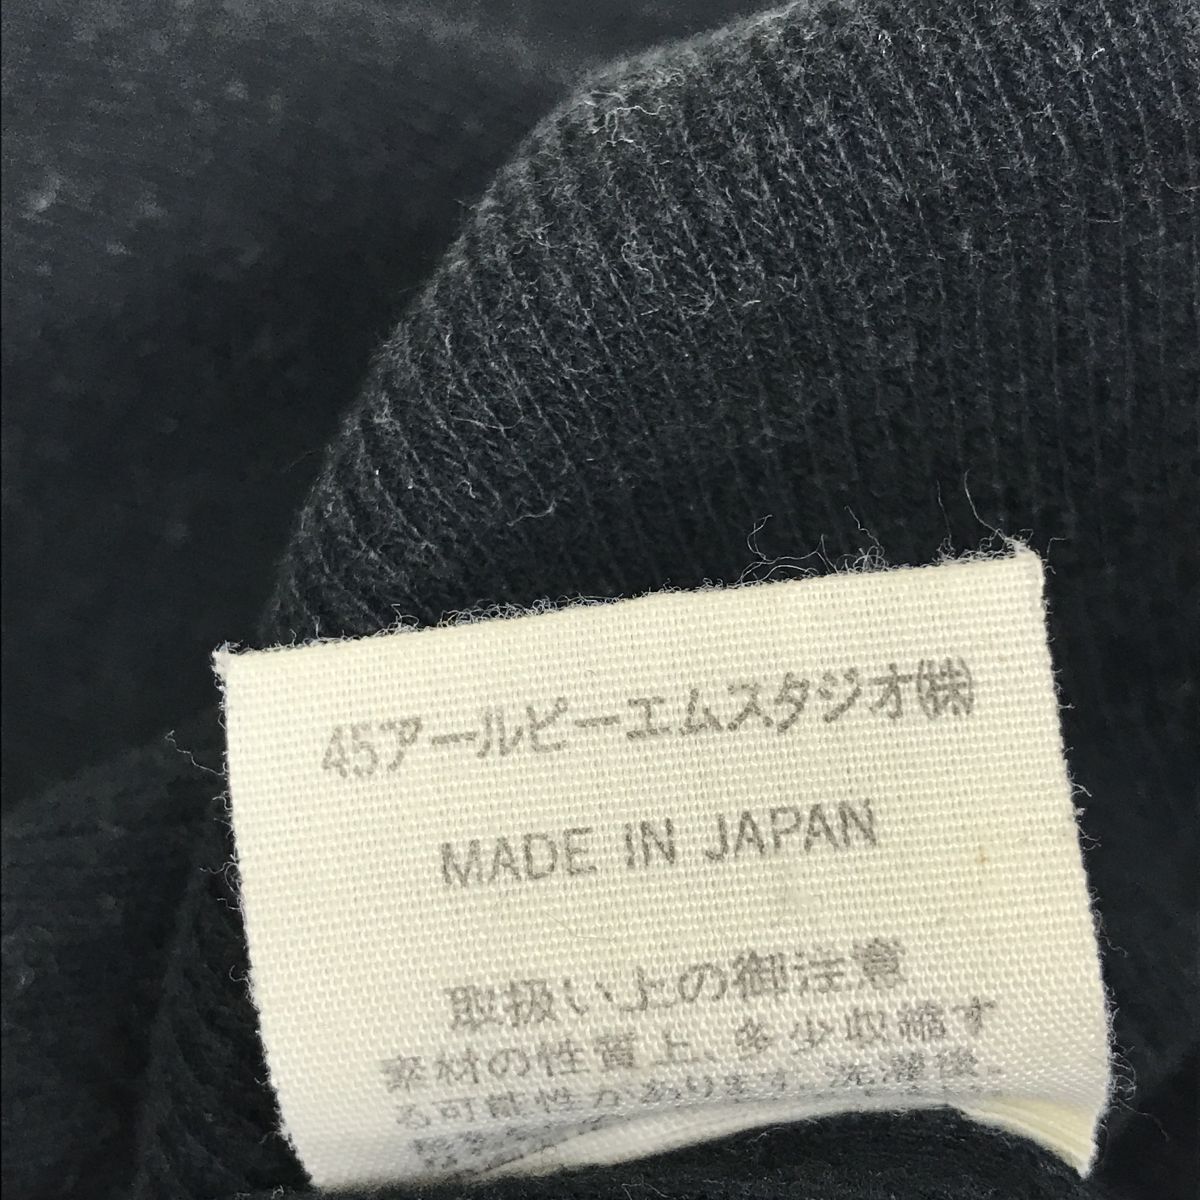 45アールピーエムスタジオ㈱
MADE IN JAPAN
取扱い上の御注意
素材の性質上、多少収縮す
る可能性があります。洗濯後、